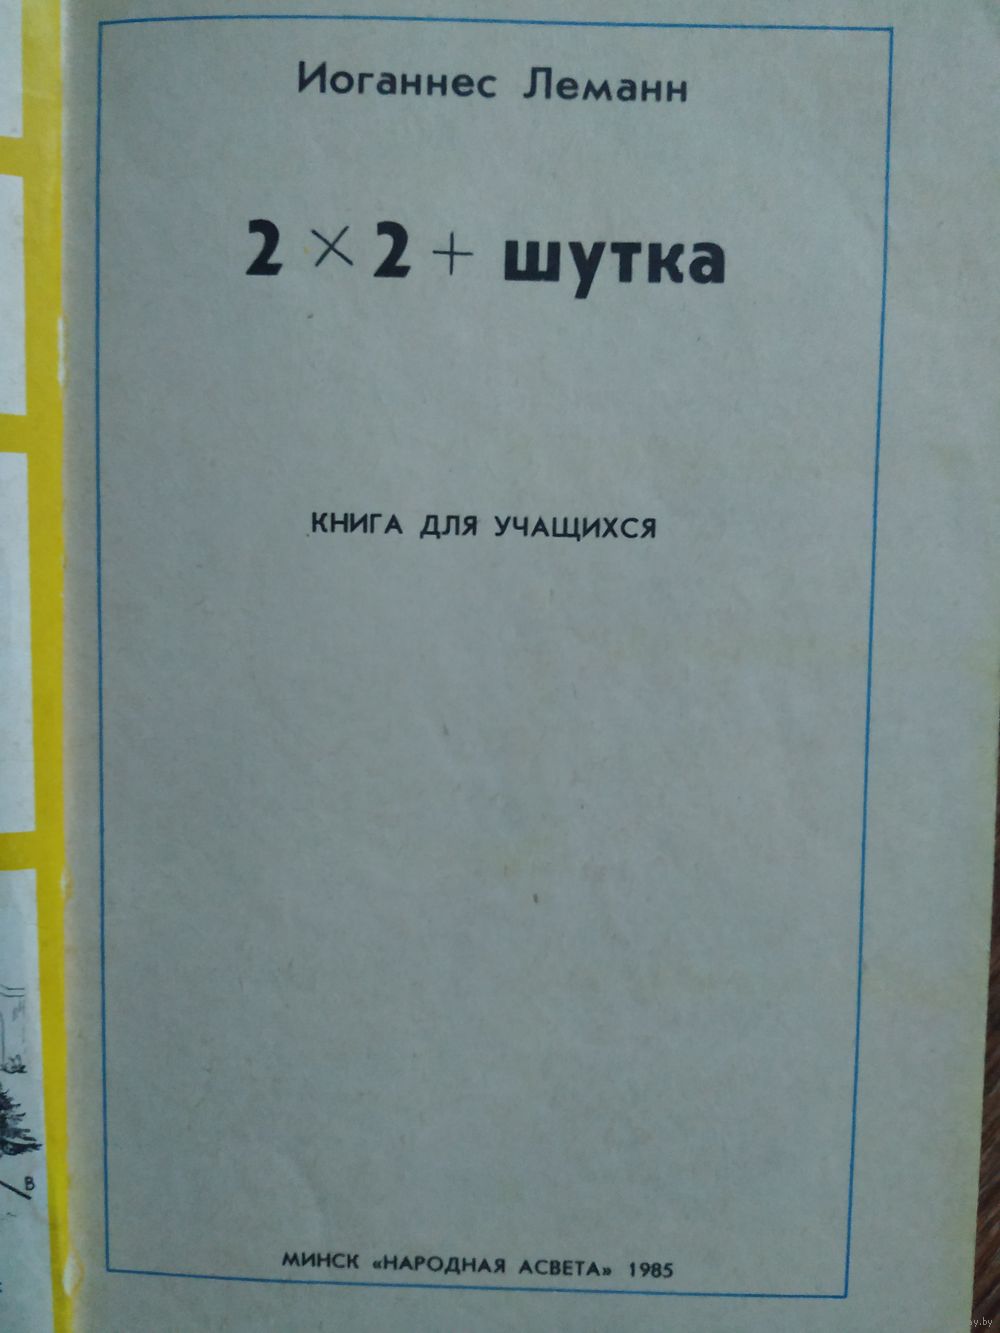 Иоганнес Леманн
2 × 2 + шутка
КНИГА ДЛЯ УЧАЩИХСЯ
МИНСК «НАРОДНАЯ АСВЕТА» 1985
В